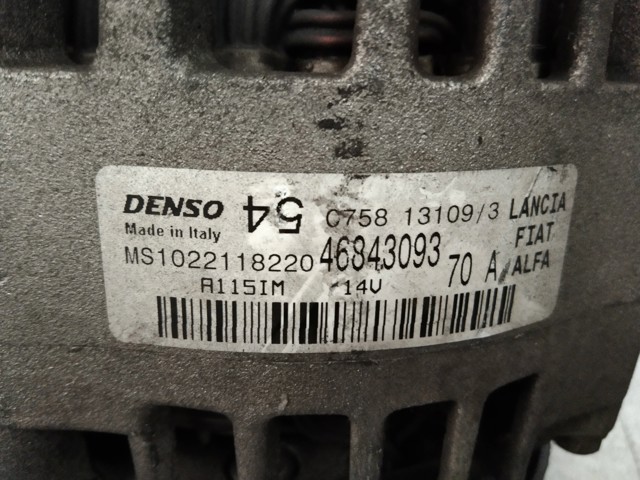 DENSO 54 C758 13109/3 LANCIA
Made in Italy FIAT
MS1022118220 46843093 70 A ALFA
A115IM 14V